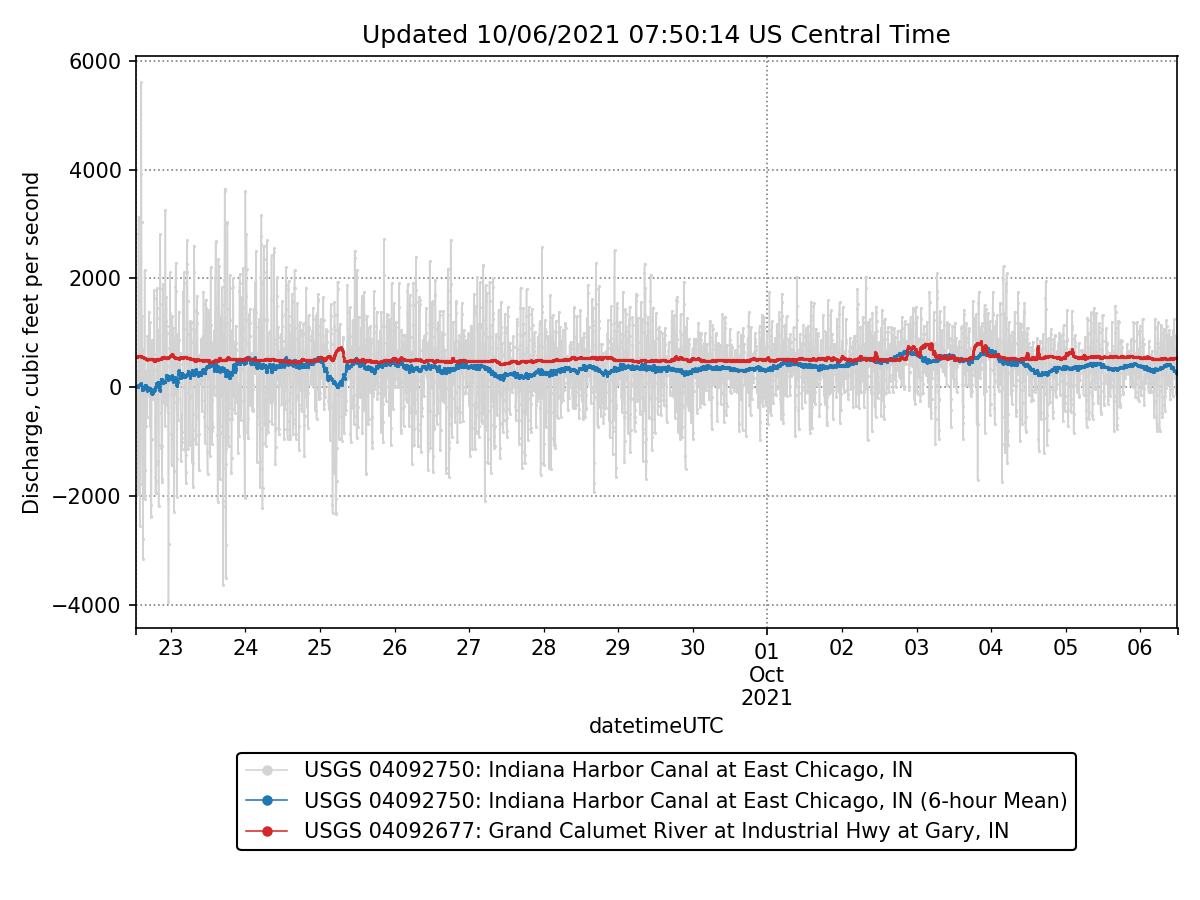 Updated 10/06/2021 07:50:14 US Central Time
Discharge, cubic feet per second
6000
4000
2000
0
−2000
−4000
23 24 25 26 27 28 29 30 01 02 03 04 05 06
Oct
2021
datetimeUTC
USGS 04092750: Indiana Harbor Canal at East Chicago, IN
USGS 04092750: Indiana Harbor Canal at East Chicago, IN (6-hour Mean)
USGS 04092677: Grand Calumet River at Industrial Hwy at Gary, IN